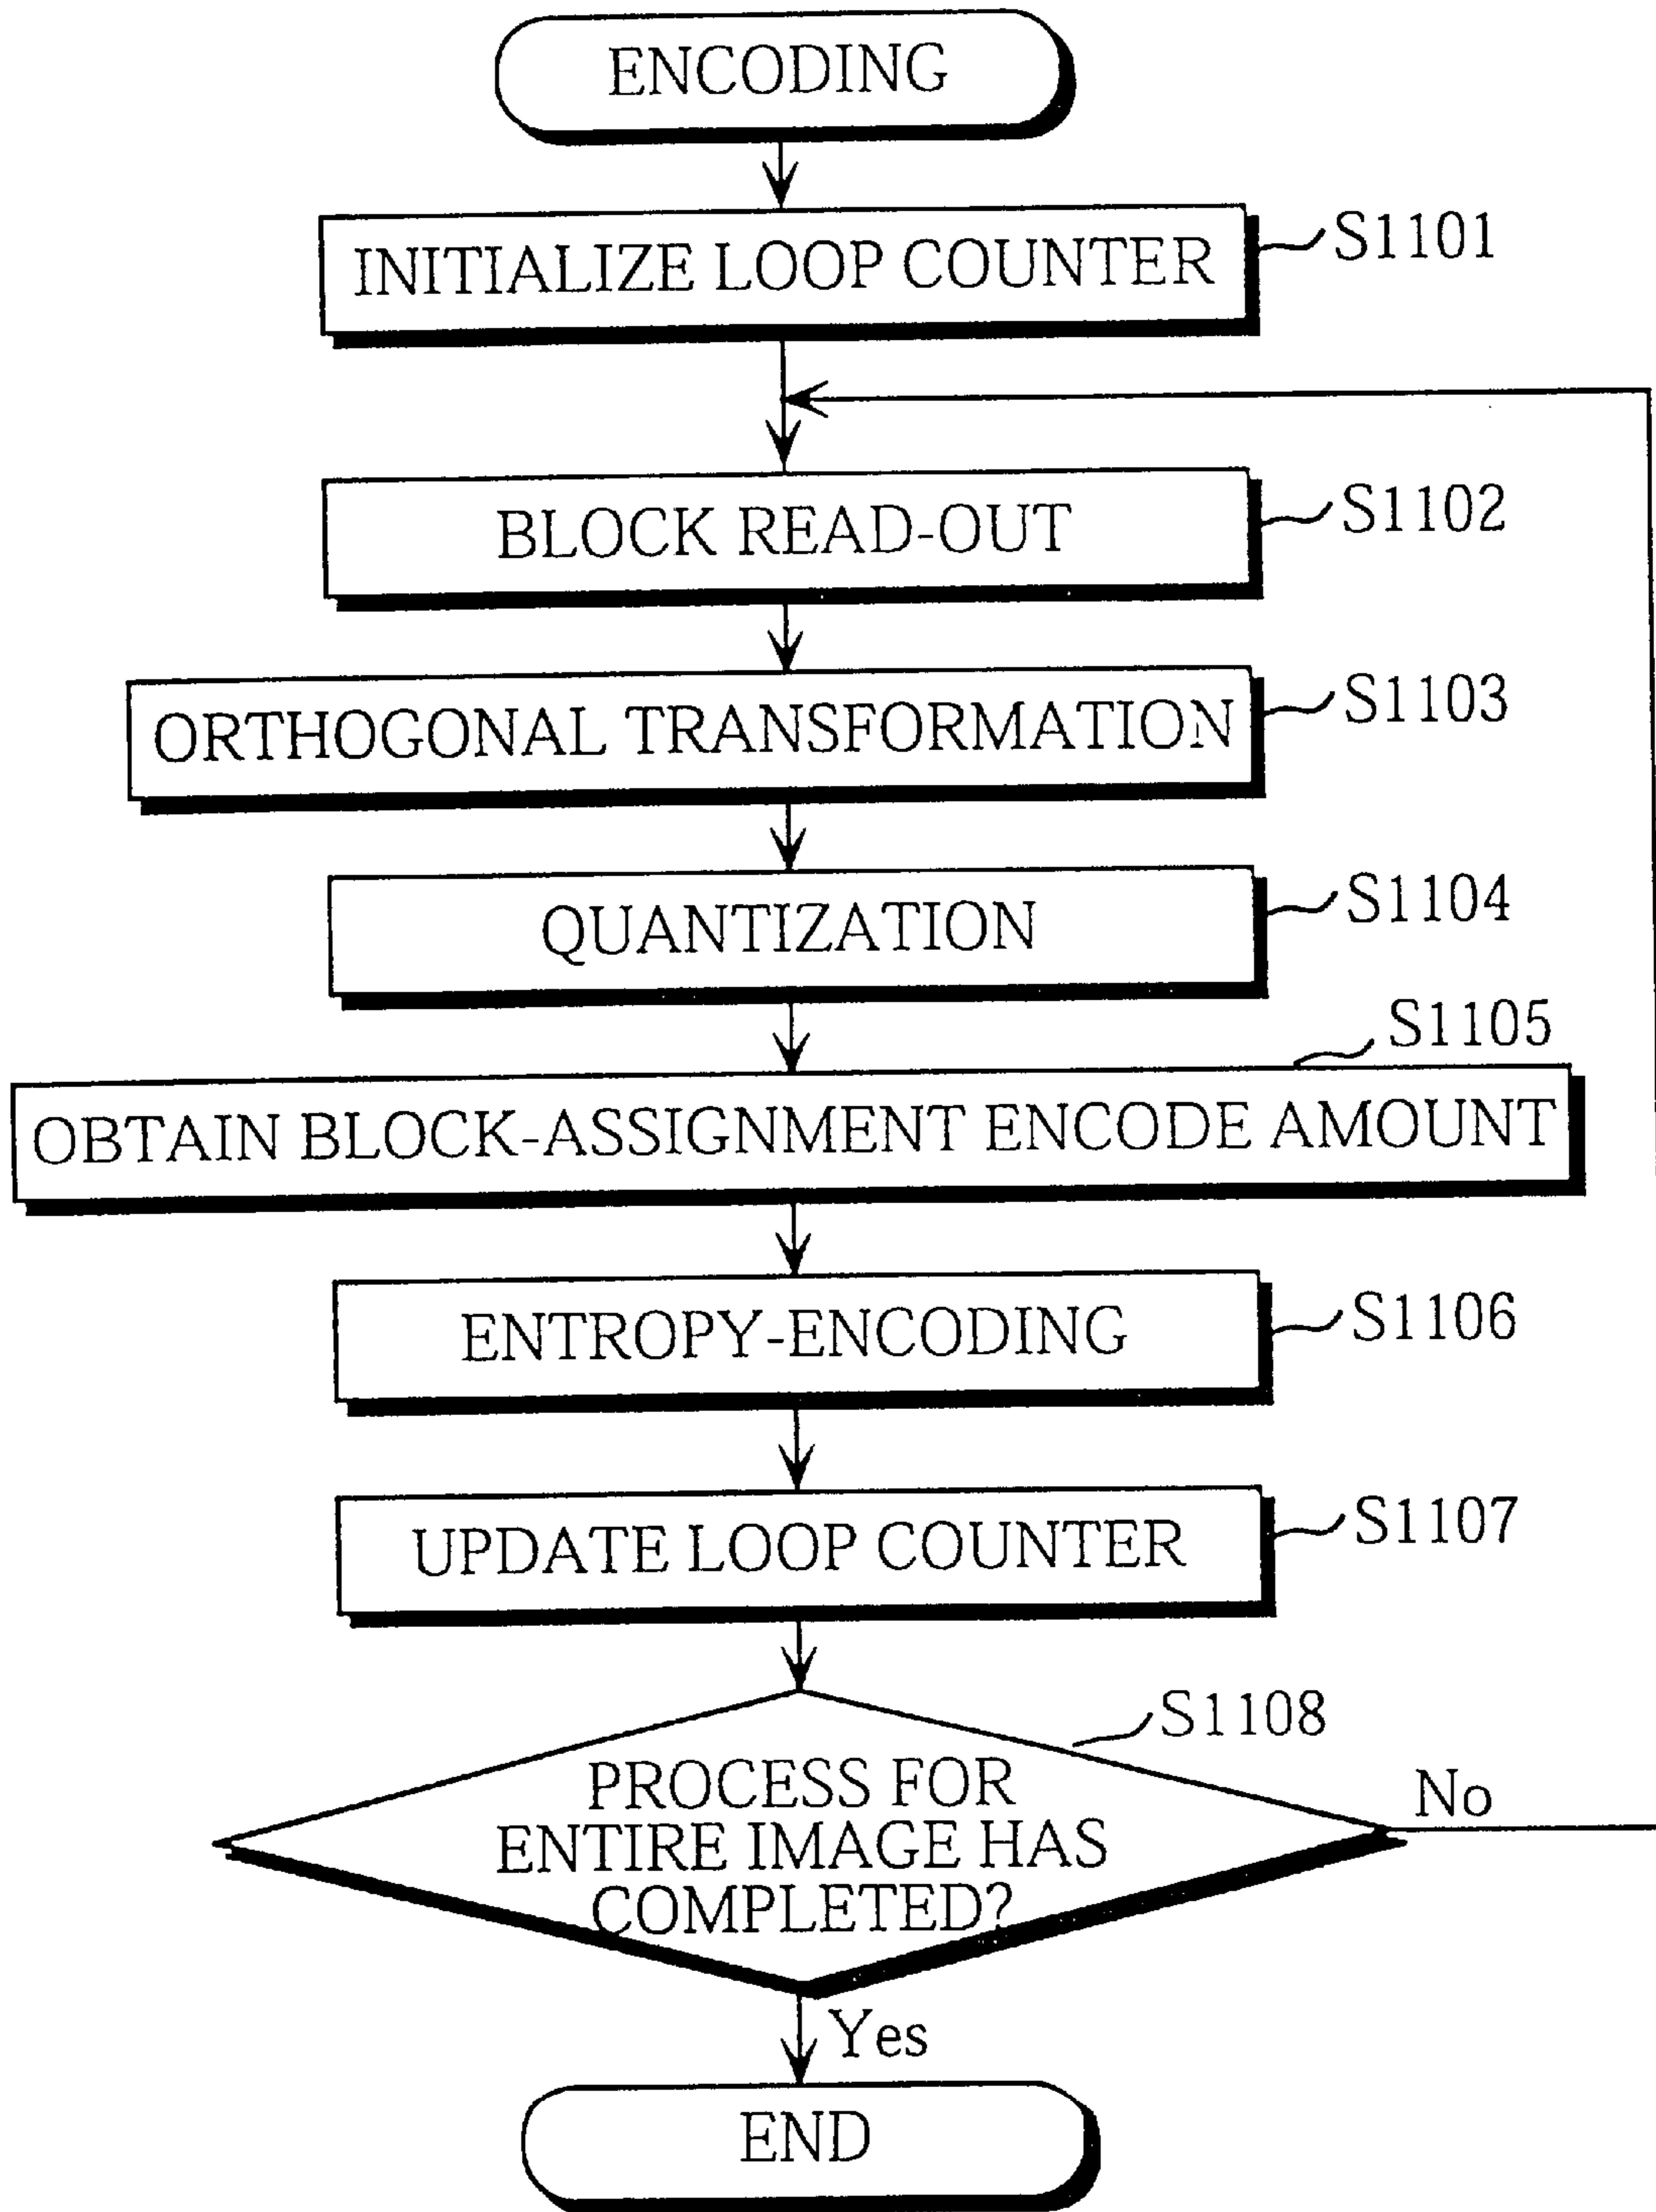 ENCODING
INITIALIZE LOOP COUNTER
S1101
BLOCK READ-OUT
S1102
ORTHOGONAL TRANSFORMATION
S1103
QUANTIZATION
S1104
S1105
OBTAIN BLOCK-ASSIGNMENT ENCODE AMOUNT
ENTROPY-ENCODING
S1106
UPDATE LOOP COUNTER
S1107
S1108
PROCESS FOR
ENTIRE IMAGE HAS
COMPLETED?
No
Yes
END